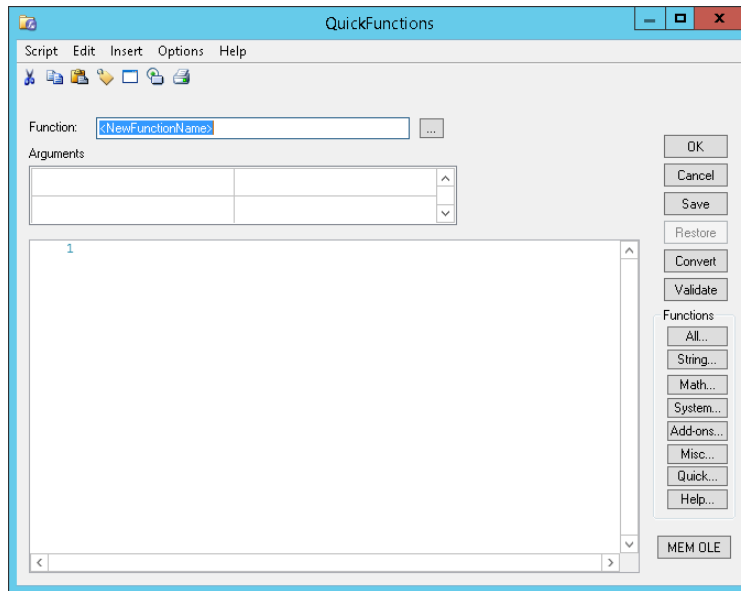 QuickFunctions
Script Edit Insert Options Help
Function: <NewFunctionName> ...
Arguments
1
OK
Cancel
Save
Restore
Convert
Validate
Functions
All...
String...
Math...
System...
Add-ons...
Misc...
Quick...
Help...
MEM OLE